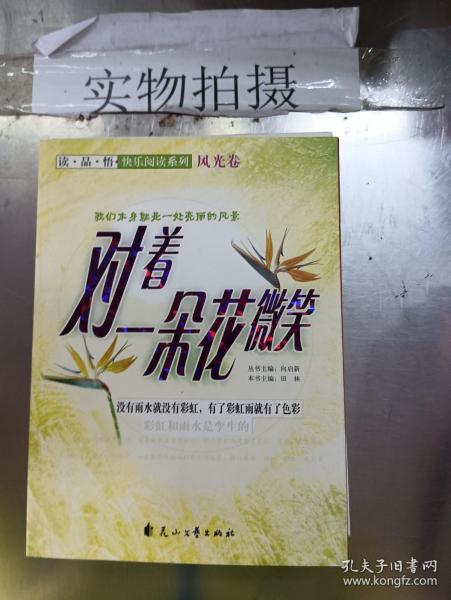 实物拍摄
读·品·悟 快乐阅读系列 风光卷
我们本身就是一处亮丽的风景
对着一朵花微笑
丛书主编：向启新
本书主编：田林
没有雨水就没有彩虹，有了彩虹雨就有了色彩
彩虹和雨水是孪生的
花山文艺出版社
孔夫子旧书网
www.kongfz.com